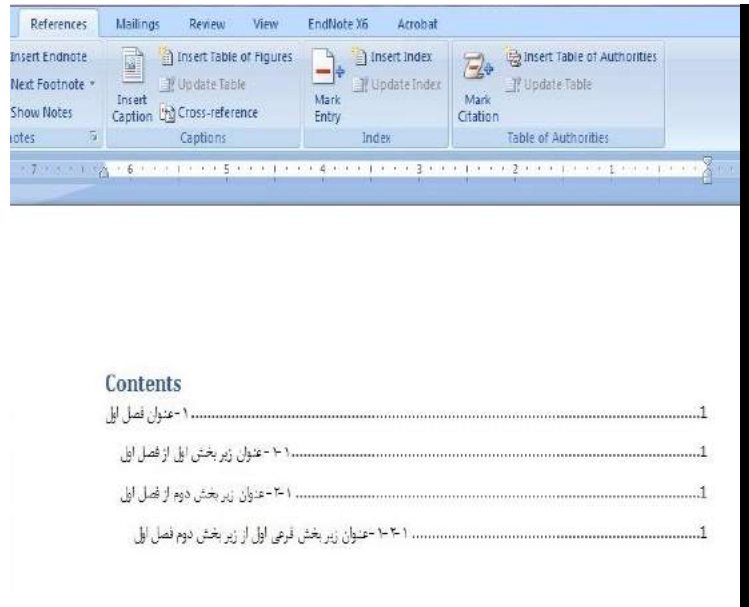 References Mailings Review View EndNote X6 Acrobat
Insert Endnote Insert Table of Figures Insert Index Insert Table of Authorities
Next Footnote Update Table Update Index Update Table
Show Notes Insert Caption Cross-reference Mark Entry Mark Citation
otes Captions Index Table of Authorities
7 6 5 4 3 2 1
Contents
۱-عنوان فصل اول ........ 1
۱-۱-عنوان زیر بخش اول از فصل اول ........ 1
۱-۲-عنوان زیر بخش دوم از فصل اول ........ 1
۱-۲-۱-عنوان زیر بخش فرعی اول از زیر بخش دوم فصل اول ........ 1